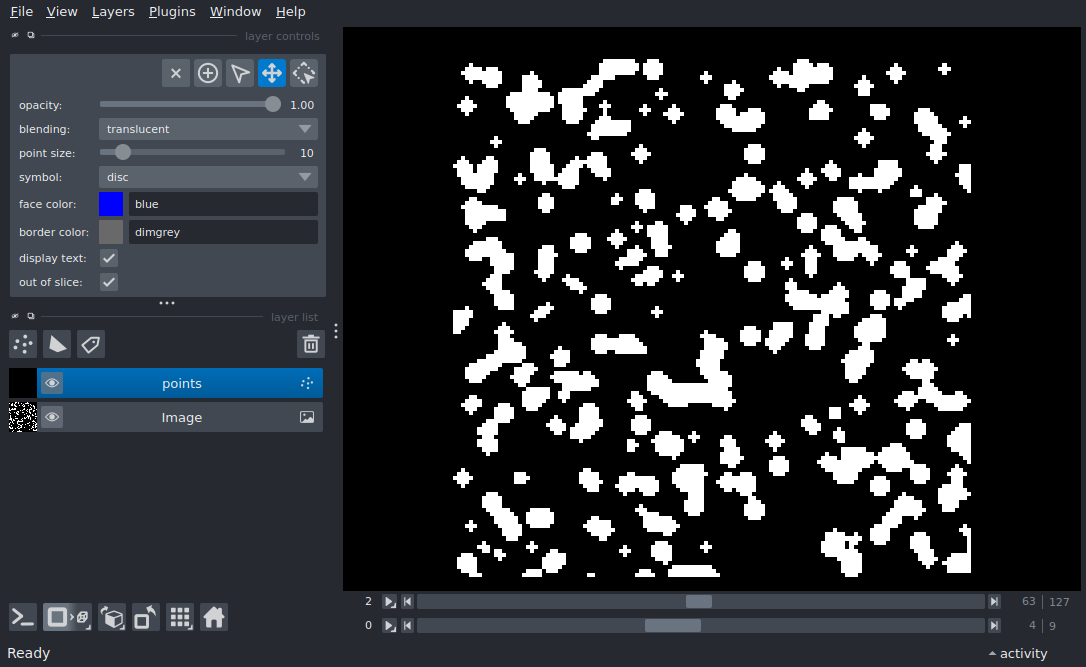 File View Layers Plugins Window Help
layer controls
opacity: 1.00
blending: translucent
point size: 10
symbol: disc
face color: blue
border color: dimgrey
display text:
out of slice:
layer list
points
Image
2 63 127
0 4 9
Ready activity